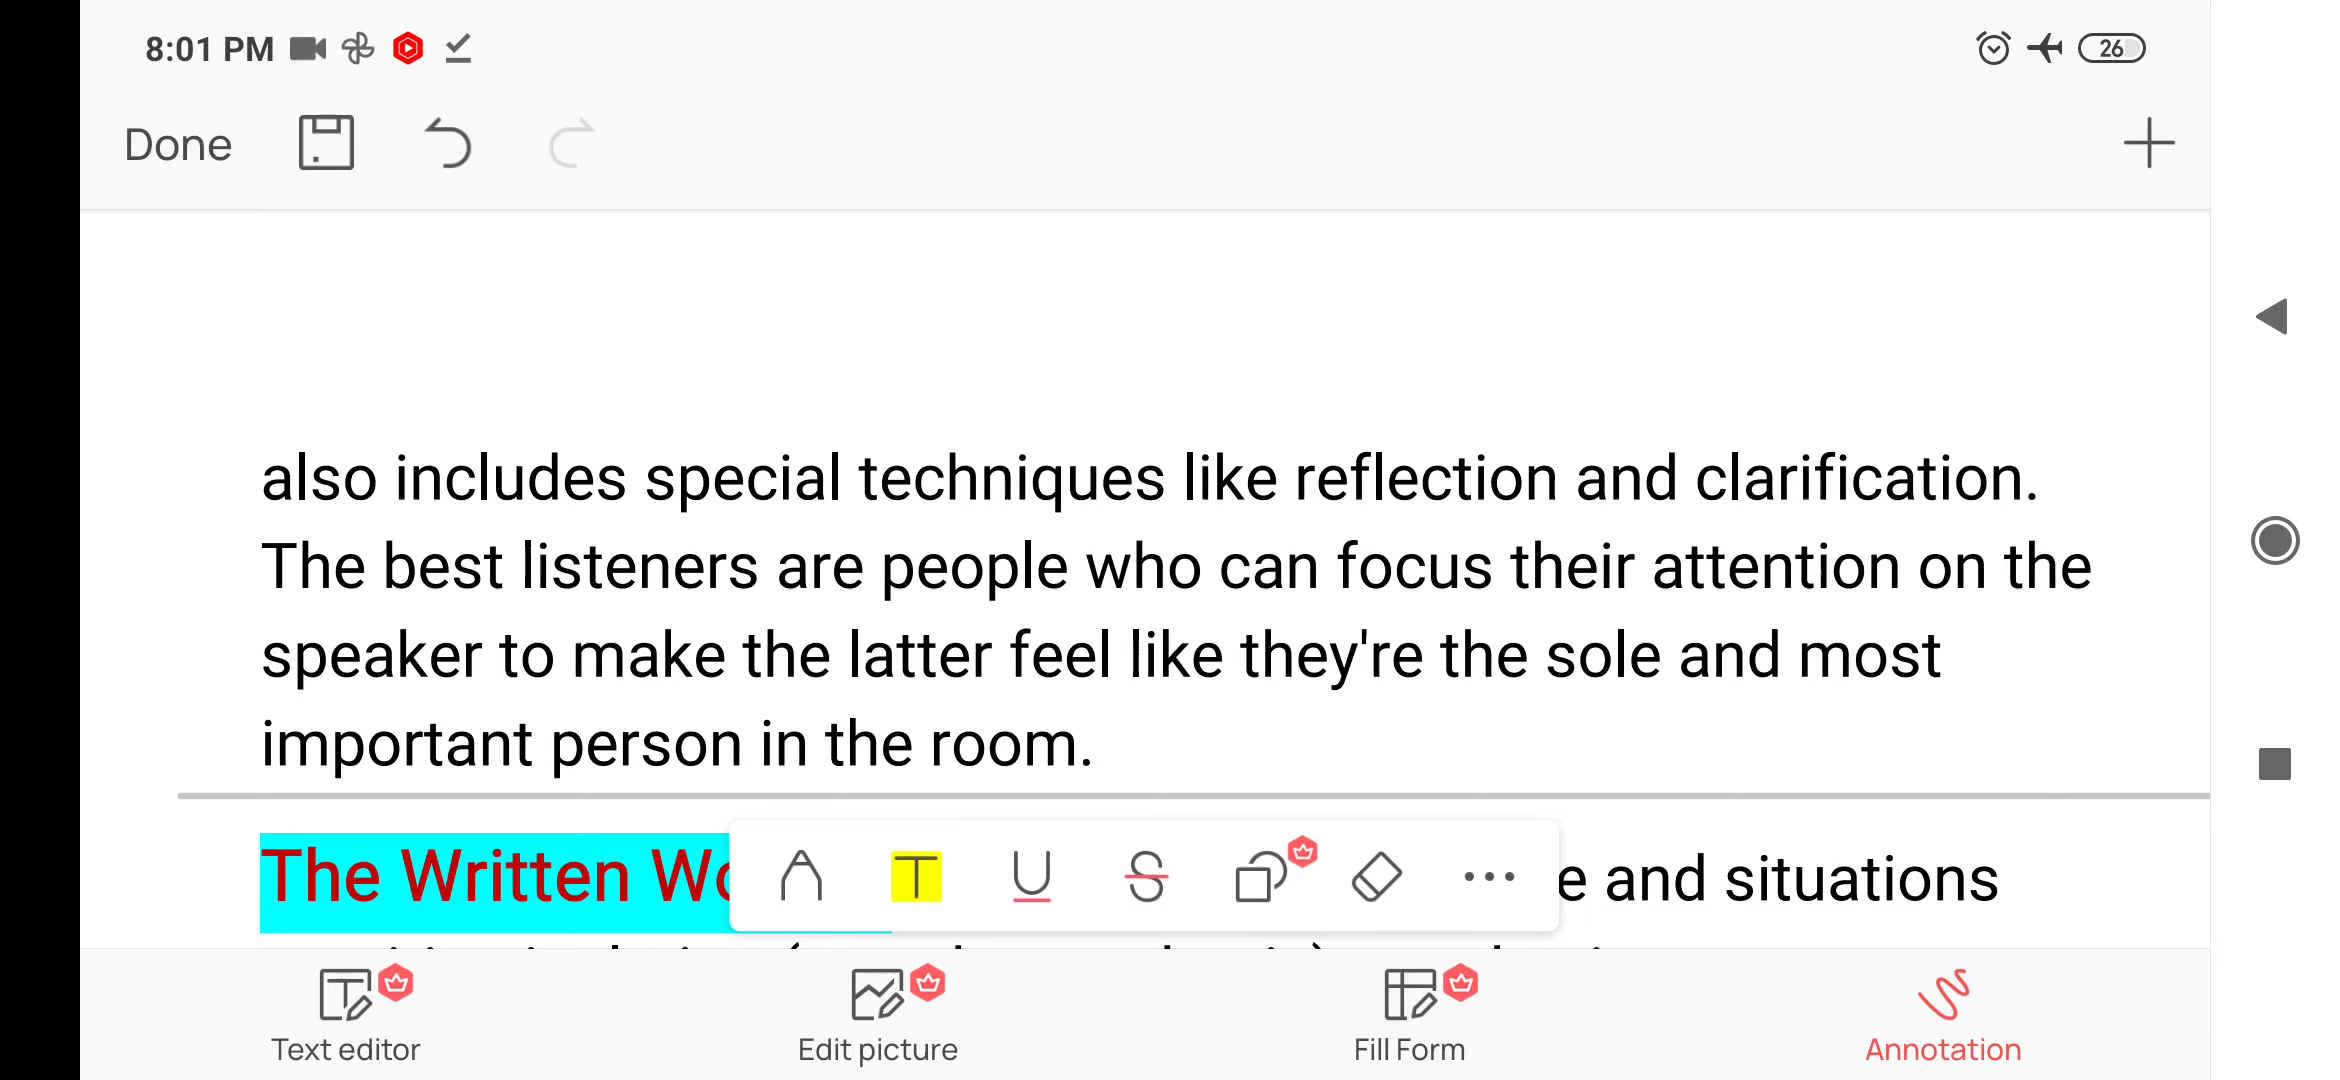 8:01 PM
26
Done
also includes special techniques like reflection and clarification.
The best listeners are people who can focus their attention on the
speaker to make the latter feel like they're the sole and most
important person in the room.
The Written and situations
T U S
Text editor
Edit picture
Fill Form
Annotation